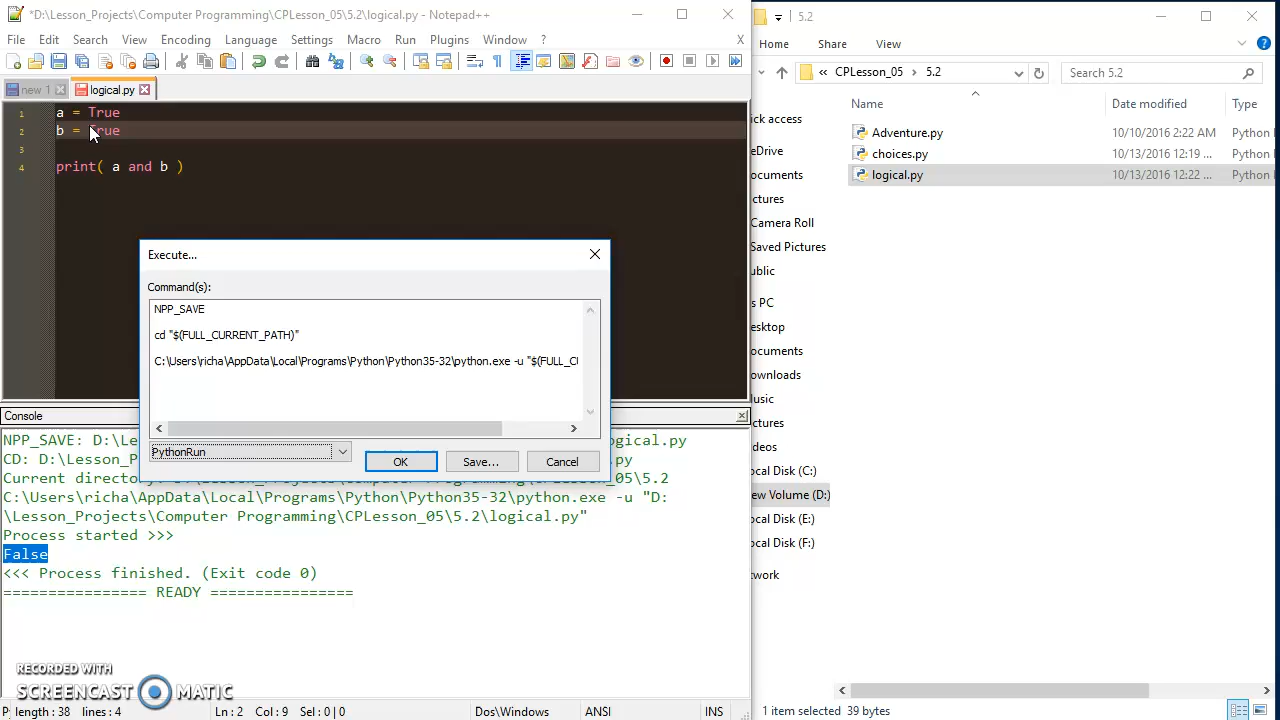 *D:\Lesson_Projects\Computer Programming\CPLesson_05\5.2\logical.py - Notepad++
File Edit Search View Encoding Language Settings Macro Run Plugins Window ? X
new 1 logical.py
1 a = True
2 b = True
3
4 print( a and b )
Execute...
Command(s):
NPP_SAVE
cd "$(FULL_CURRENT_PATH)"
C:\Users\richa\AppData\Local\Programs\Python\Python35-32\python.exe -u "$(FULL_CU
PythonRun OK Save... Cancel
Console
NPP_SAVE: D:\Le ogical.py
CD: D:\Lesson_P py
Current directory 5.2
C:\Users\richa\AppData\Local\Programs\Python\Python35-32\python.exe -u "D:
\Lesson_Projects\Computer Programming\CPLesson_05\5.2\logical.py"
Process started >>>
False
<<< Process finished. (Exit code 0)
================ READY ================
RECORDED WITH
SCREENCAST MATIC
P length : 38 lines : 4 Ln : 2 Col : 9 Sel : 0 | 0 Dos\Windows ANSI INS
5.2
Home Share View
« CPLesson_05 5.2 Search 5.2
Name Date modified Type
Adventure.py 10/10/2016 2:22 AM Python
choices.py 10/13/2016 12:19 ... Python
logical.py 10/13/2016 12:22 ... Python
ick access
eDrive
ocuments
ctures
Camera Roll
Saved Pictures
ublic
s PC
esktop
ocuments
ownloads
usic
ctures
deos
ocal Disk (C:)
ew Volume (D:)
ocal Disk (E:)
ocal Disk (F:)
twork
1 item selected 39 bytes